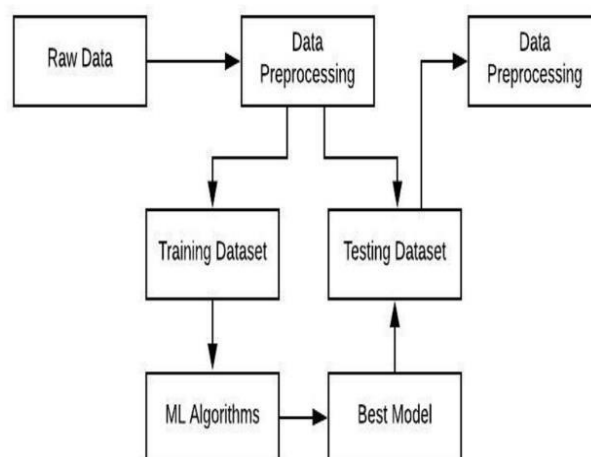 Raw Data
Data
Preprocessing
Data
Preprocessing
Training Dataset
Testing Dataset
ML Algorithms
Best Model